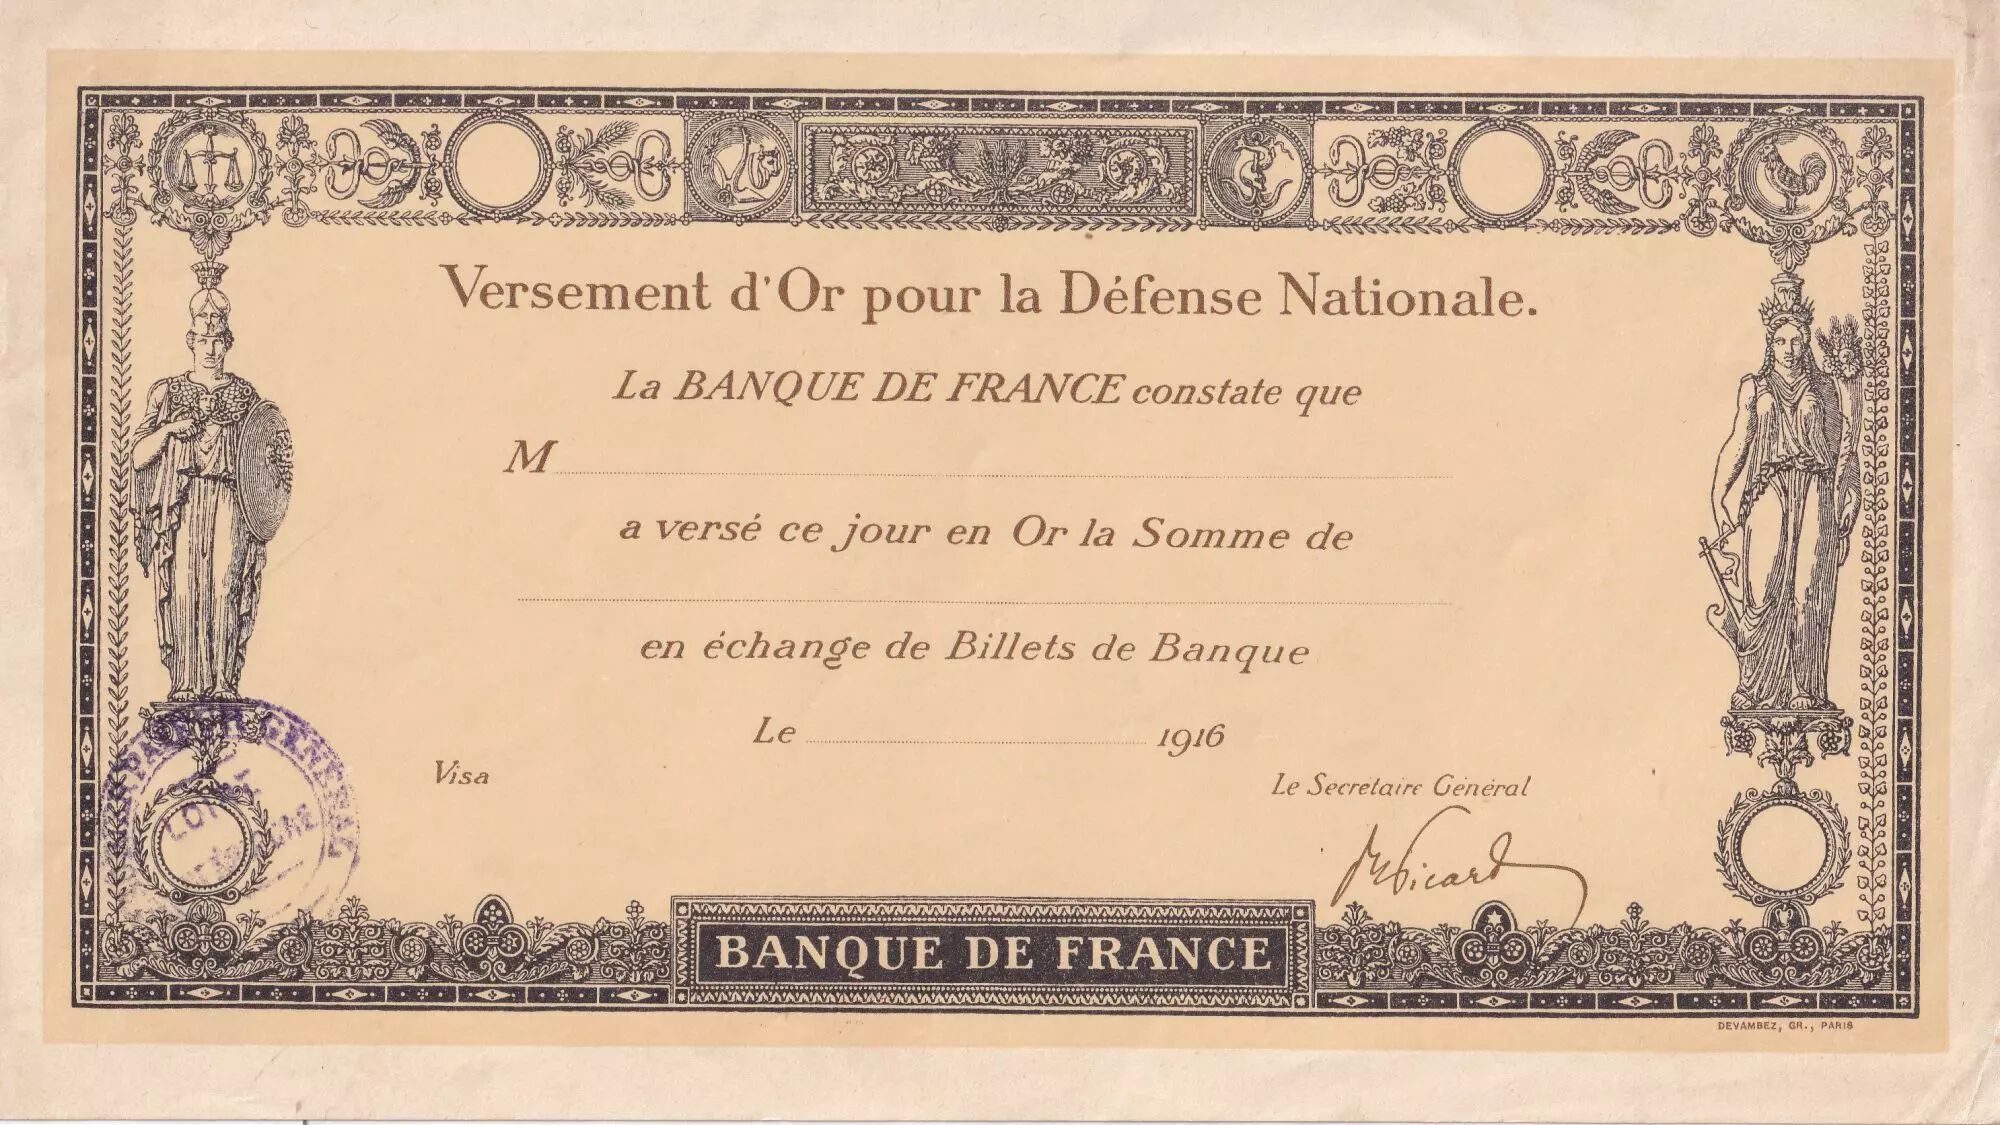 Versement d'Or pour la Défense Nationale.
La BANQUE DE FRANCE constate que
M
a versé ce jour en Or la Somme de
en échange de Billets de Banque
Le 1916
Visa
Le Secrétaire Général
Picard
BANQUE DE FRANCE
DEVAMBEZ, GR., PARIS
GÉNÉRAL